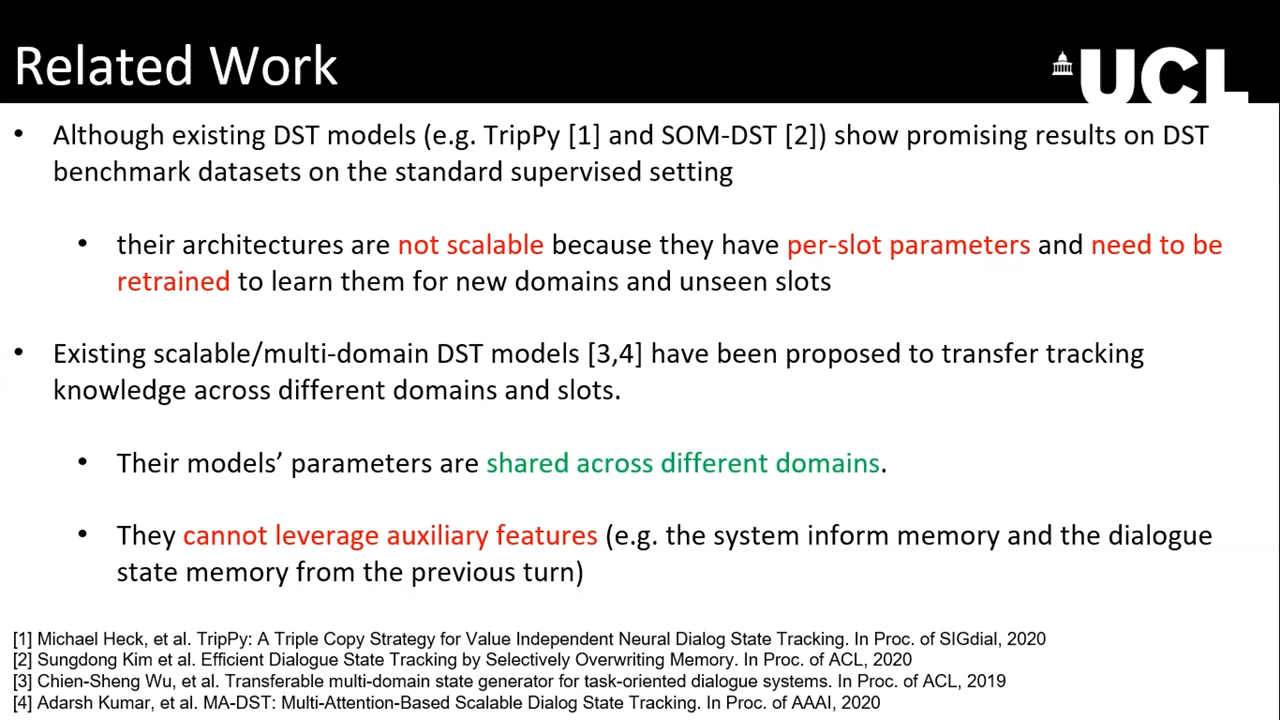 Related Work
UCL
• Although existing DST models (e.g. TripPy [1] and SOM-DST [2]) show promising results on DST
benchmark datasets on the standard supervised setting
• their architectures are not scalable because they have per-slot parameters and need to be
retrained to learn them for new domains and unseen slots
• Existing scalable/multi-domain DST models [3,4] have been proposed to transfer tracking
knowledge across different domains and slots.
• Their models’ parameters are shared across different domains.
• They cannot leverage auxiliary features (e.g. the system inform memory and the dialogue
state memory from the previous turn)
[1] Michael Heck, et al. TripPy: A Triple Copy Strategy for Value Independent Neural Dialog State Tracking. In Proc. of SIGdial, 2020
[2] Sungdong Kim et al. Efficient Dialogue State Tracking by Selectively Overwriting Memory. In Proc. of ACL, 2020
[3] Chien-Sheng Wu, et al. Transferable multi-domain state generator for task-oriented dialogue systems. In Proc. of ACL, 2019
[4] Adarsh Kumar, et al. MA-DST: Multi-Attention-Based Scalable Dialog State Tracking. In Proc. of AAAI, 2020